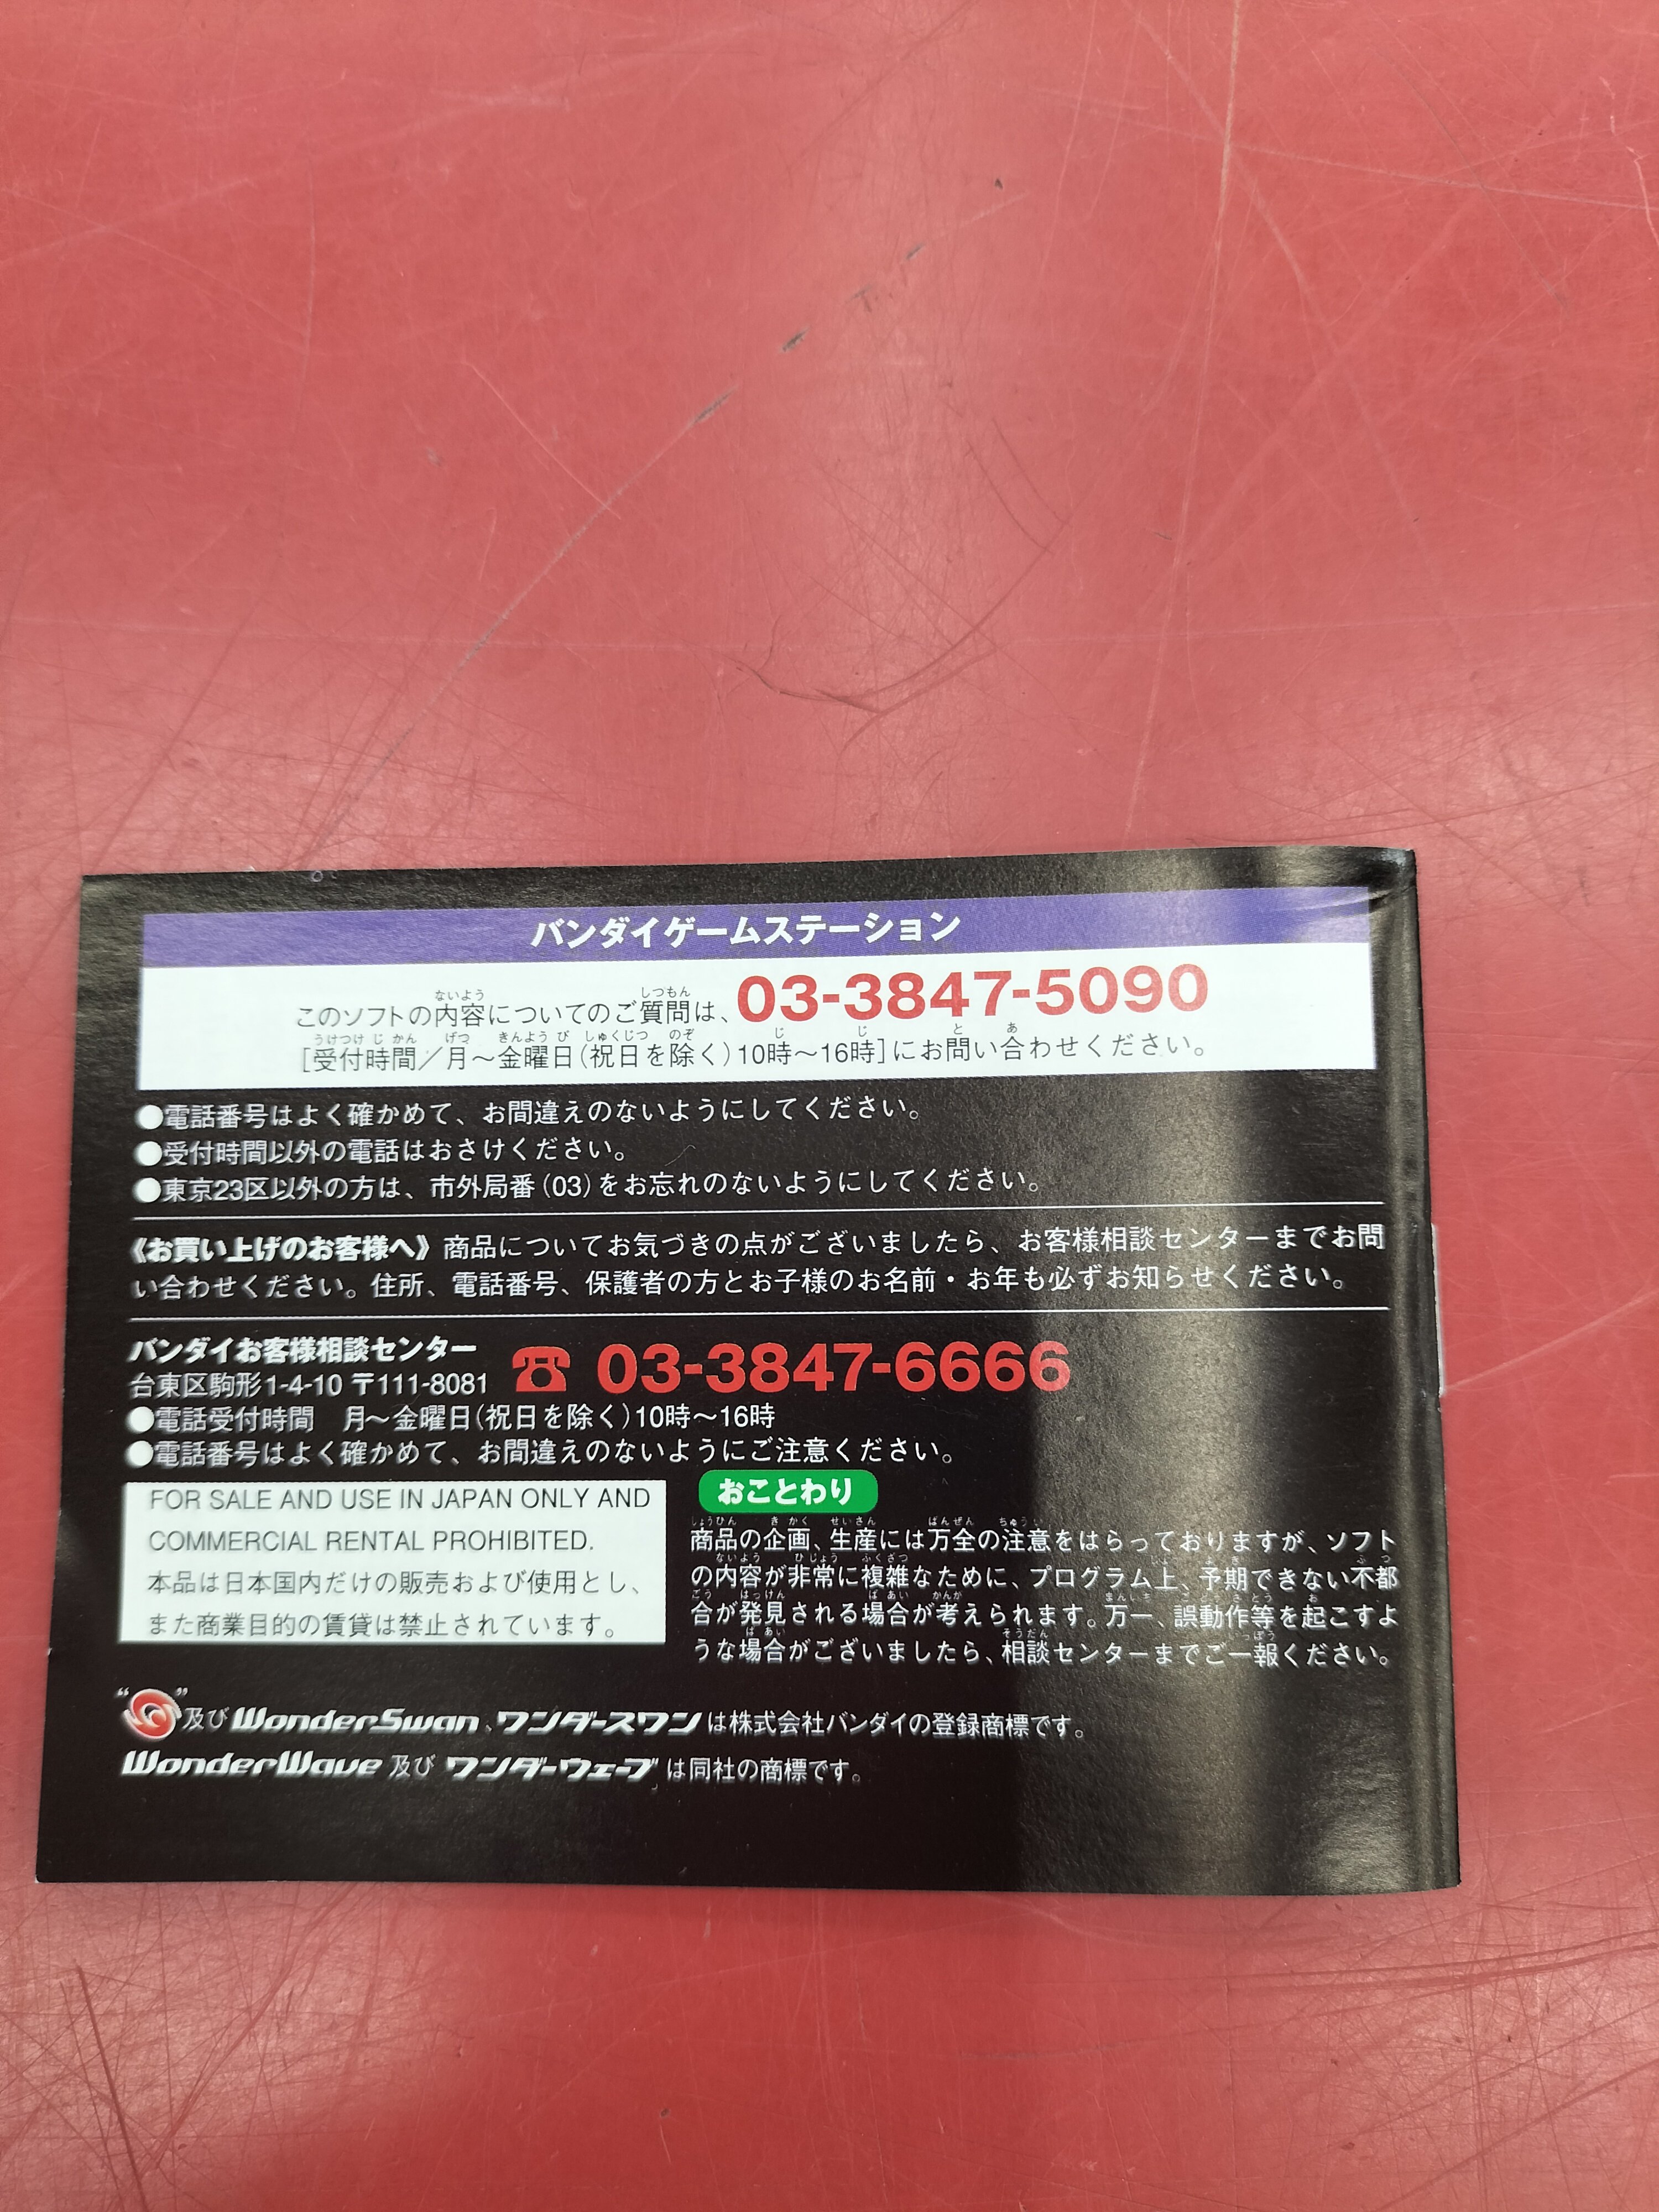 バンダイゲームステーション
このソフトの内容についてのご質問は、03-3847-5090
[受付時間／月～金曜日(祝日を除く)10時～16時]にお問い合わせください。
●電話番号はよく確かめて、お間違えのないようにしてください。
●受付時間以外の電話はおさけください。
●東京23区以外の方は、市外局番(03)をお忘れのないようにしてください。
《お買い上げのお客様へ》商品についてお気づきの点がございましたら、お客様相談センターまでお問
い合わせください。住所、電話番号、保護者の方とお子様のお名前・お年も必ずお知らせください。
バンダイお客様相談センター
台東区駒形1-4-10 〒111-8081
☎ 03-3847-6666
●電話受付時間　月～金曜日(祝日を除く)10時～16時
●電話番号はよく確かめて、お間違えのないようにご注意ください。
FOR SALE AND USE IN JAPAN ONLY AND
COMMERCIAL RENTAL PROHIBITED.
本品は日本国内だけの販売および使用とし、
また商業目的の賃貸は禁止されています。
おことわり
商品の企画、生産には万全の注意をはらっておりますが、ソフト
の内容が非常に複雑なために、プログラム上、予期できない不都
合が発見される場合が考えられます。万一、誤動作等を起こすよ
うな場合がございましたら、相談センターまでご一報ください。
“ ”及びWonderSwan、ワンダースワンは株式会社バンダイの登録商標です。
WonderWave及びワンダーウェーブは同社の商標です。